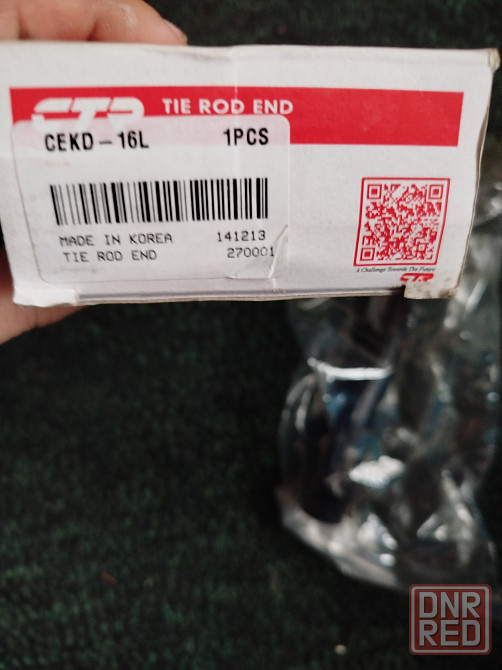 CTR TIE ROD END
CEKD-16L 1PCS
MADE IN KOREA 141213
TIE ROD END 270001
A Challenge Towards The Future
DNR
RED